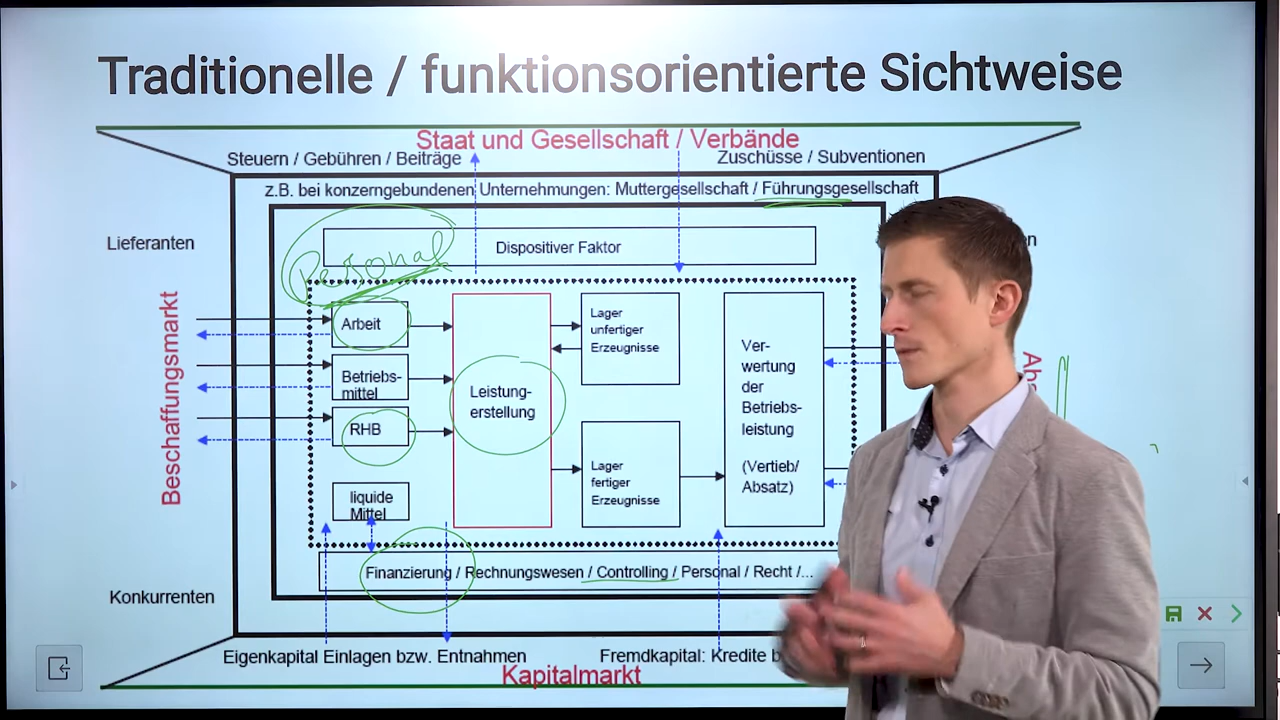 Traditionelle / funktionsorientierte Sichtweise
Staat und Gesellschaft / Verbände
Steuern / Gebühren / Beiträge
Zuschüsse / Subventionen
z.B. bei konzerngebundenen Unternehmungen: Muttergesellschaft / Führungsgesellschaft
Lieferanten
Personal
Dispositiver Faktor
Beschaffungsmarkt
Arbeit
Betriebs-
mittel
RHB
liquide
Mittel
Leistung-
erstellung
Lager
unfertiger
Erzeugnisse
Lager
fertiger
Erzeugnisse
Ver-
wertung
der
Betriebs-
leistung
(Vertieb/
Absatz)
Finanzierung / Rechnungswesen / Controlling / Personal / Recht /...
Konkurrenten
Eigenkapital Einlagen bzw. Entnahmen
Fremdkapital: Kredite
Kapitalmarkt